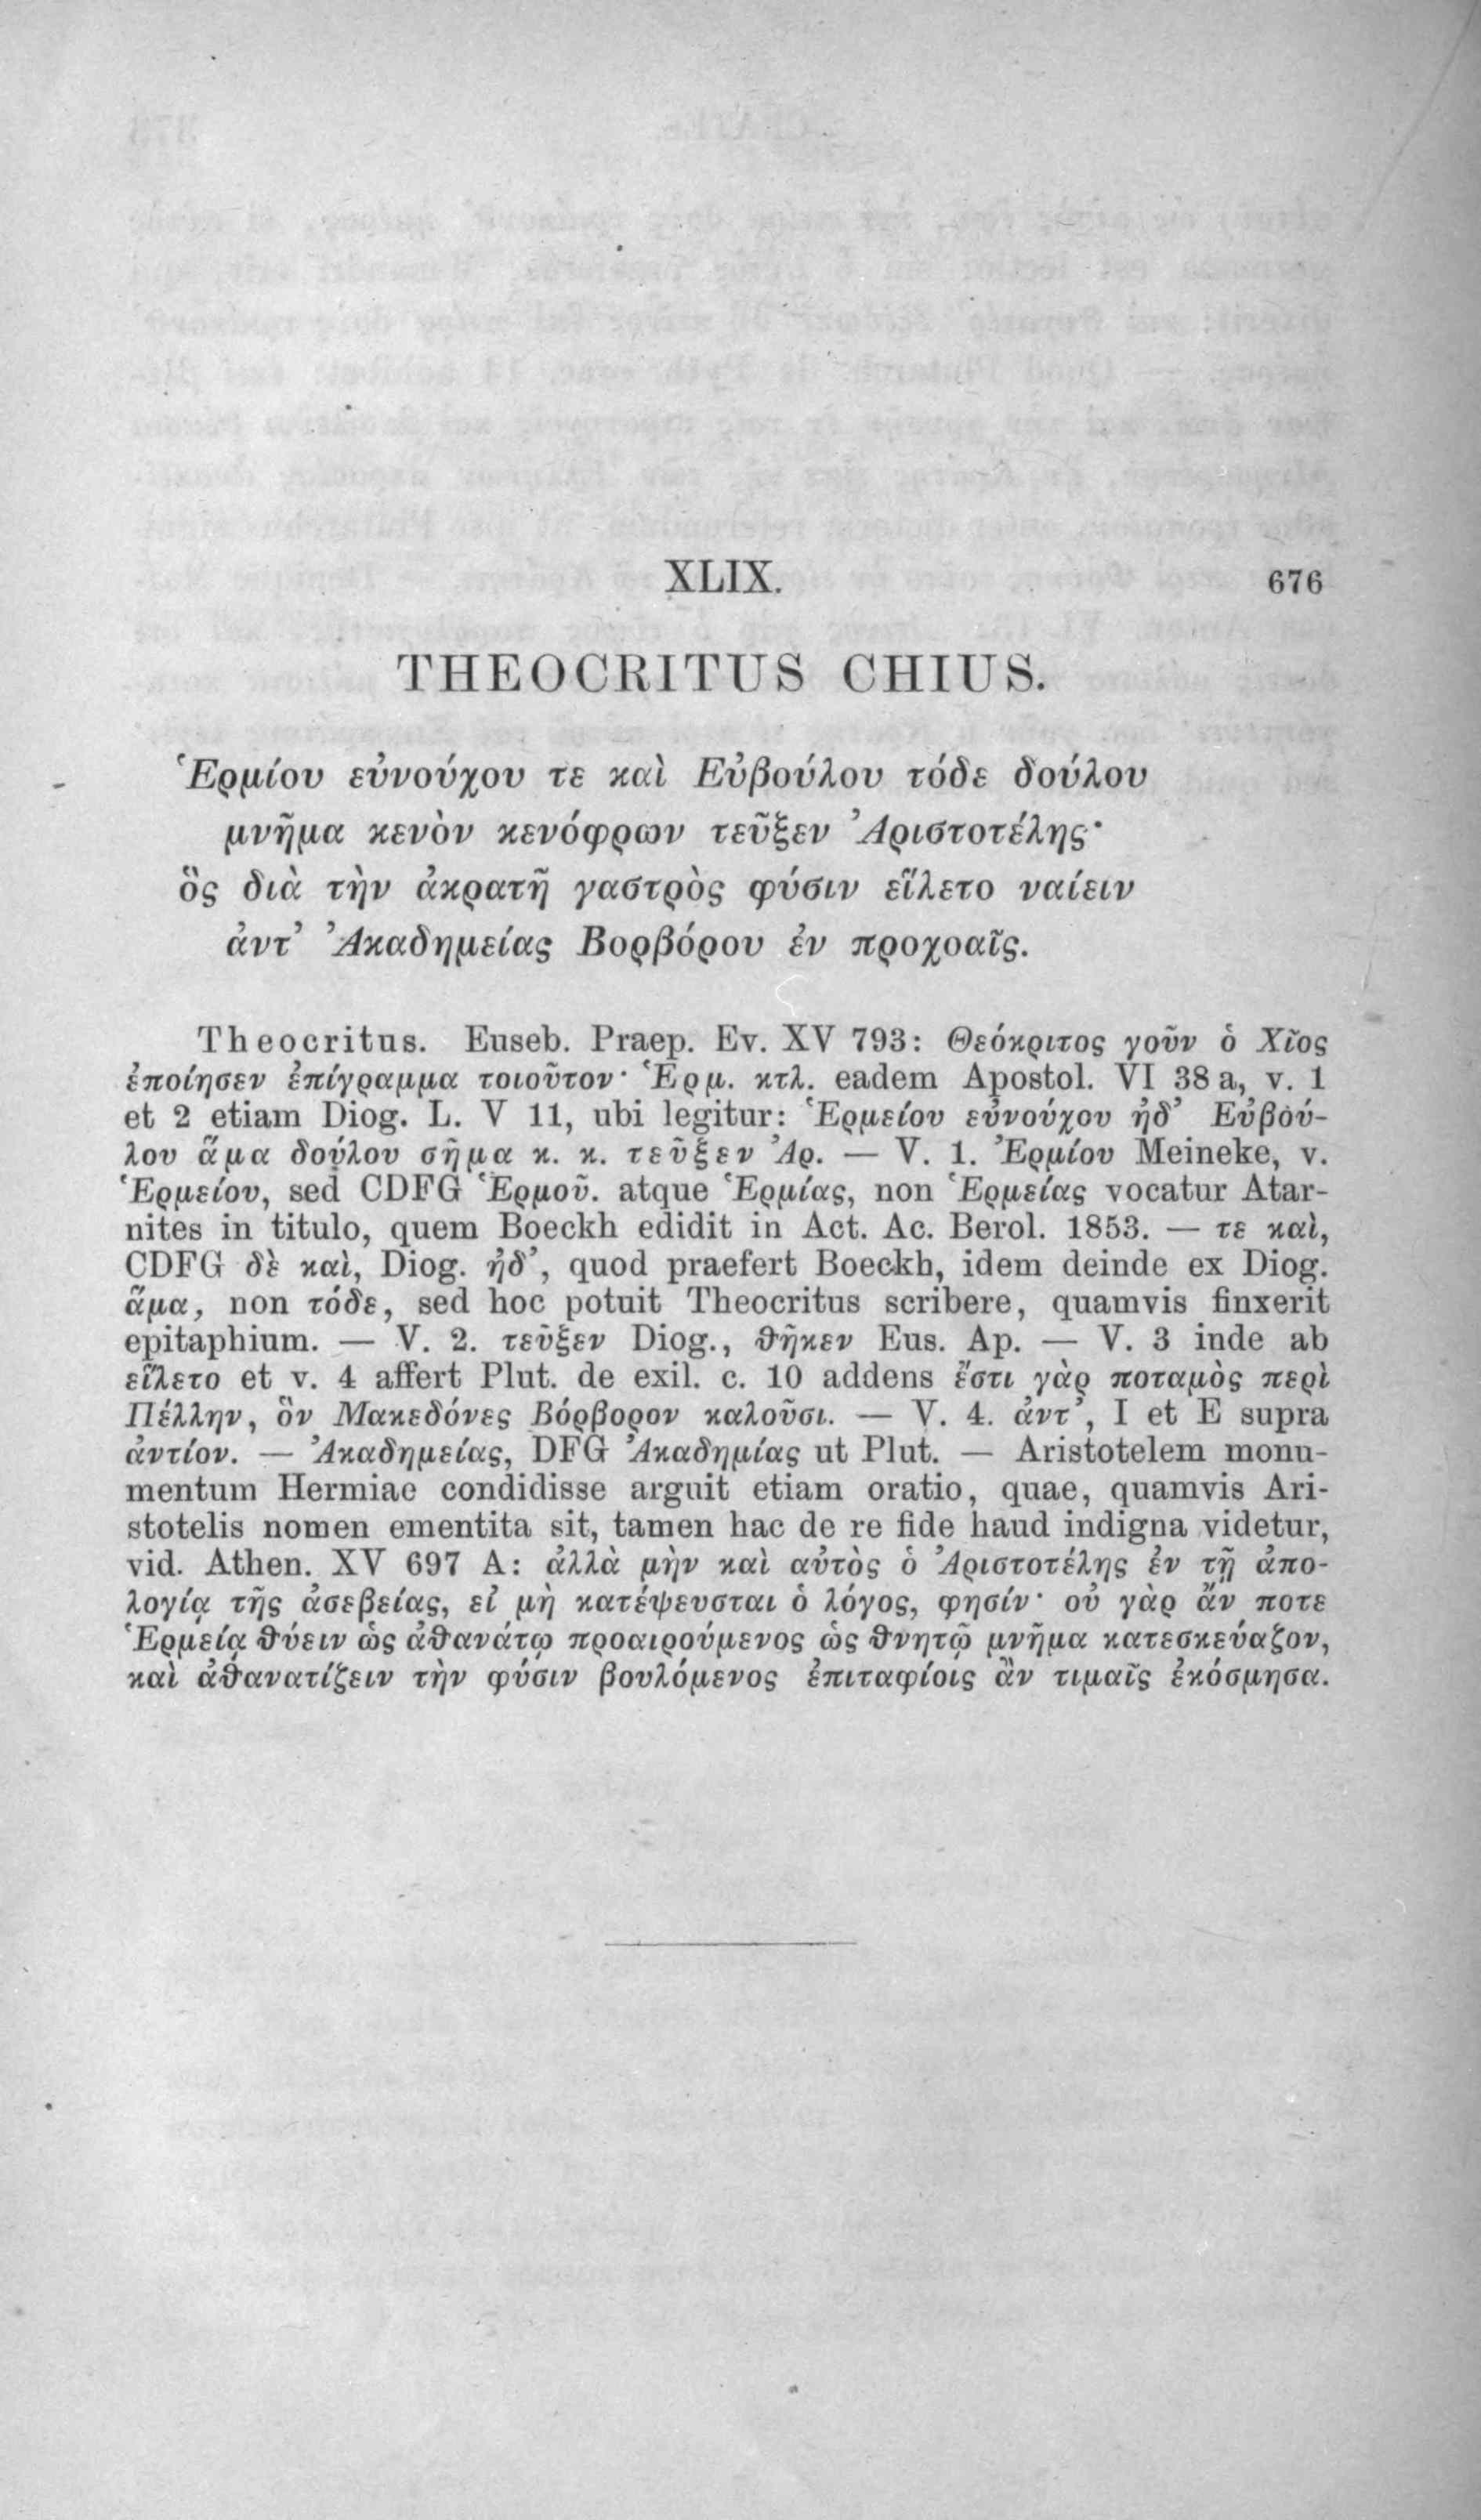 XLIX. 676
THEOCRITUS CHIUS.
Ἑρμίου εὐνούχου τε καὶ Εὐβούλου τόδε δούλου
μνῆμα κενὸν κενόφρων τεῦξεν Ἀριστοτέλης·
ὃς διὰ τὴν ἀκρατῆ γαστρὸς φύσιν εἵλετο ναίειν
ἀντ’ Ἀκαδημείας Βορβόρου ἐν προχοαῖς.
Theocritus. Euseb. Praep. Ev. XV 793: Θεόκριτος γοῦν ὁ Χῖος
ἐποίησεν ἐπίγραμμα τοιοῦτον· Ἑρμ. κτλ. eadem Apostol. VI 38 a, v. 1
et 2 etiam Diog. L. V 11, ubi legitur: Ἑρμείου εὐνούχου ἠδ’ Εὐβού-
λου ἅμα δούλου σῆμα κ. κ. τεῦξεν Ἀρ. — V. 1. Ἑρμίου Meineke, v.
Ἑρμείου, sed CDFG Ἑρμοῦ. atque Ἑρμίας, non Ἑρμείας vocatur Atar-
nites in titulo, quem Boeckh edidit in Act. Ac. Berol. 1853. — τε καὶ,
CDFG δὲ καὶ, Diog. ἠδ’, quod praefert Boeckh, idem deinde ex Diog.
ἅμα, non τόδε, sed hoc potuit Theocritus scribere, quamvis finxerit
epitaphium. — V. 2. τεῦξεν Diog., θῆκεν Eus. Ap. — V. 3 inde ab
εἵλετο et v. 4 affert Plut. de exil. c. 10 addens ἔστι γὰρ ποταμὸς περὶ
Πέλλην, ὃν Μακεδόνες Βόρβορον καλοῦσι. — V. 4. ἀντ’, I et E supra
ἀντίον. — Ἀκαδημείας, DFG Ἀκαδημίας ut Plut. — Aristotelem monu-
mentum Hermiae condidisse arguit etiam oratio, quae, quamvis Ari-
stotelis nomen ementita sit, tamen hac de re fide haud indigna videtur,
vid. Athen. XV 697 A: ἀλλὰ μὴν καὶ αὐτὸς ὁ Ἀριστοτέλης ἐν τῇ ἀπο-
λογίᾳ τῆς ἀσεβείας, εἰ μὴ κατέψευσται ὁ λόγος, φησίν· οὐ γὰρ ἄν ποτε
Ἑρμείᾳ θύειν ὡς ἀθανάτῳ προαιρούμενος ὡς θνητῷ μνῆμα κατεσκεύαζον,
καὶ ἀθανατίζειν τὴν φύσιν βουλόμενος ἐπιταφίοις ἂν τιμαῖς ἐκόσμησα.